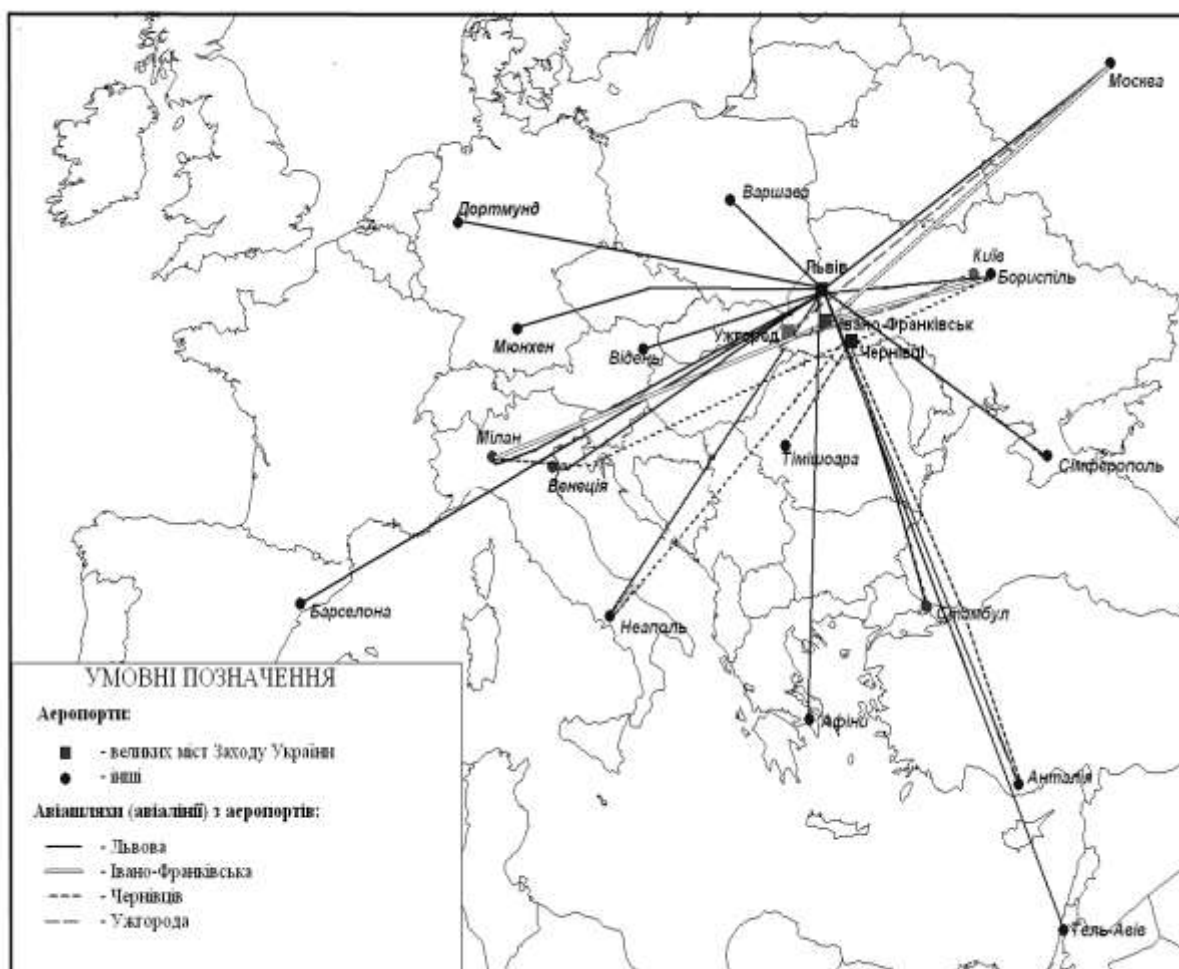 Москва
Варшава
Дортмунд
Київ
Львів
Бориспіль
Івано-Франківськ
Ужгород
Мюнхен
Відень
Чернівці
Мілан
Тімішоара
Сімферополь
Венеція
Барселона
Неаполь
Стамбул
УМОВНІ ПОЗНАЧЕННЯ
Аеропорти:
- великих міст Заходу України
- інші
Афіни
Анталія
Авіашляхи (авіалінії) з аеропортів:
- Львова
- Івано-Франківська
- Чернівців
- Ужгорода
Тель-Авів